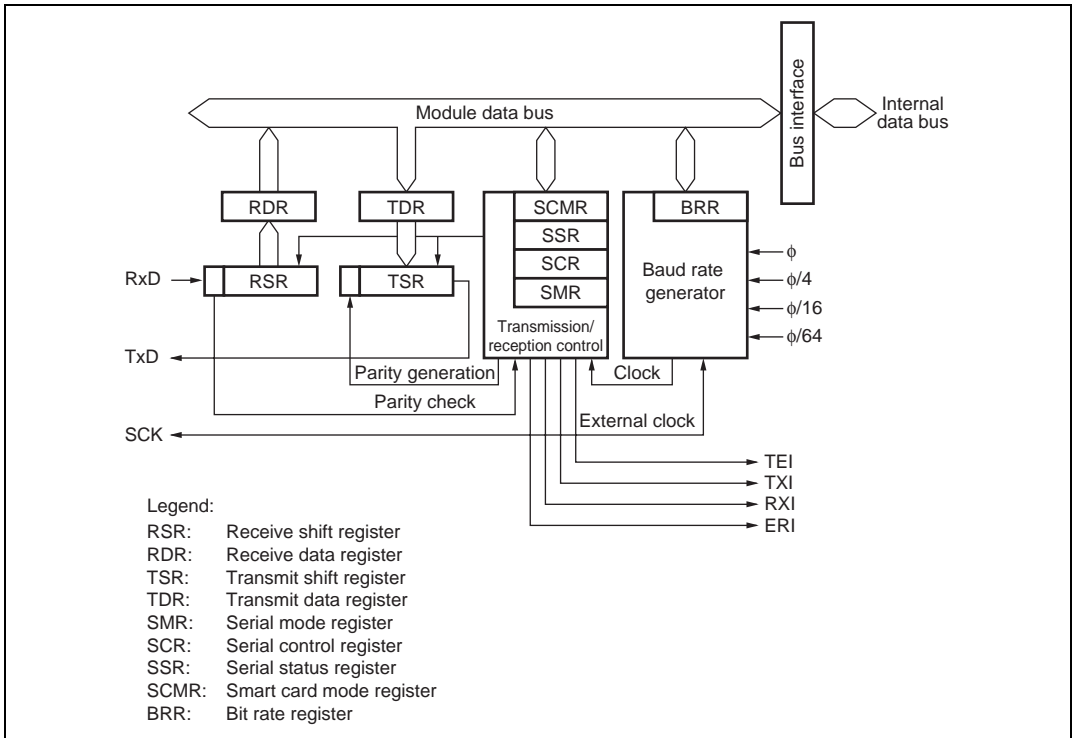 Module data bus
Bus interface
Internal
data bus
RDR
TDR
SCMR
BRR
SSR
SCR
SMR
RxD
RSR
TSR
Baud rate
generator
ϕ
ϕ/4
ϕ/16
ϕ/64
Transmission/
reception control
TxD
Parity generation
Clock
Parity check
External clock
SCK
TEI
TXI
RXI
ERI
Legend:
RSR: Receive shift register
RDR: Receive data register
TSR: Transmit shift register
TDR: Transmit data register
SMR: Serial mode register
SCR: Serial control register
SSR: Serial status register
SCMR: Smart card mode register
BRR: Bit rate register